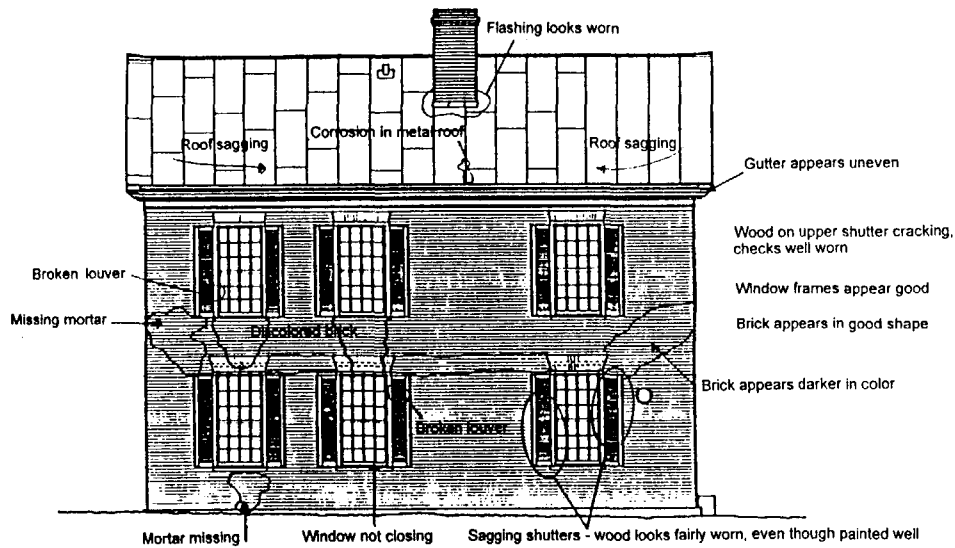 Flashing looks worn
Corrosion in metal roof
Roof sagging
Roof sagging
Gutter appears uneven
Wood on upper shutter cracking,
checks well worn
Broken louver
Window frames appear good
Missing mortar
Discolored brick
Brick appears in good shape
Brick appears darker in color
Broken louver
Mortar missing
Window not closing
Sagging shutters - wood looks fairly worn, even though painted well